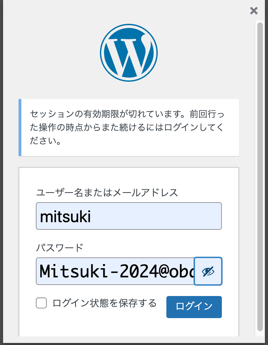 セッションの有効期限が切れています。前回行っ
た操作の時点からまた続けるにはログインしてく
ださい。
ユーザー名またはメールアドレス
mitsuki
パスワード
ログイン状態を保存する
ログイン